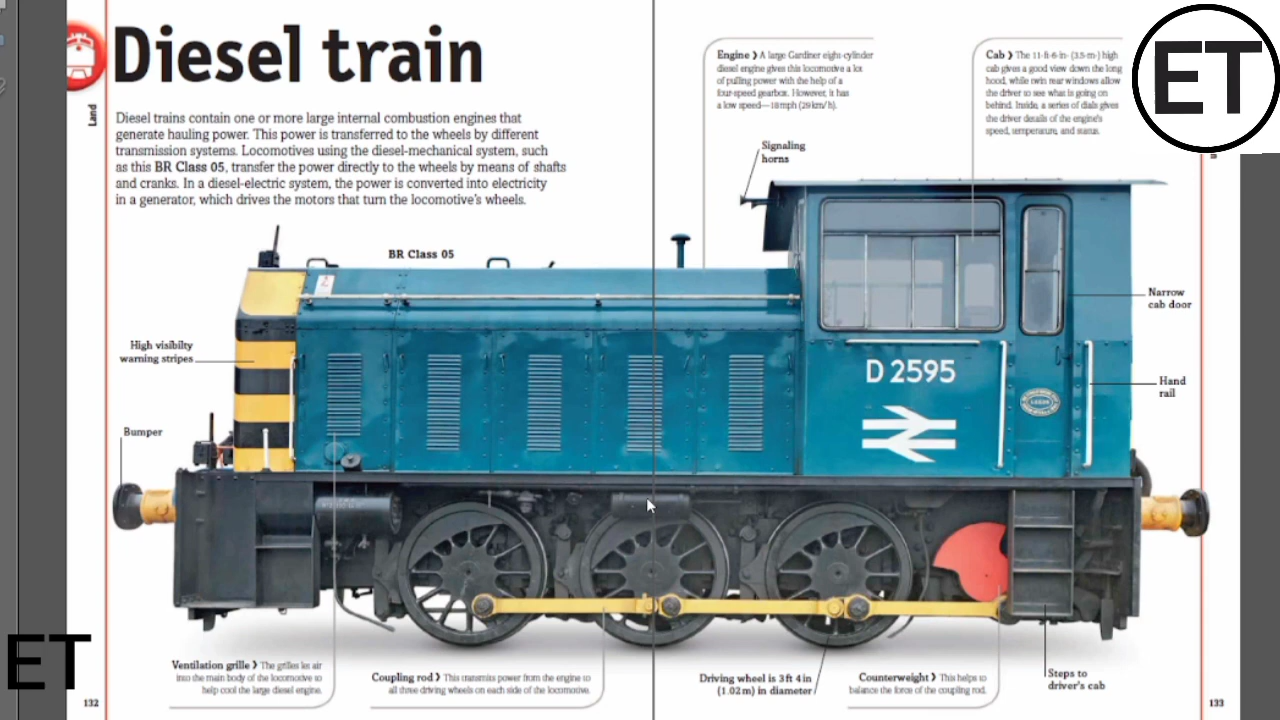 Diesel train
Land
Diesel trains contain one or more large internal combustion engines that
generate hauling power. This power is transferred to the wheels by different
transmission systems. Locomotives using the diesel-mechanical system, such
as this BR Class 05, transfer the power directly to the wheels by means of shafts
and cranks. In a diesel-electric system, the power is converted into electricity
in a generator, which drives the motors that turn the locomotive's wheels.
Engine ❯ A large Gardner eight-cylinder
diesel engine gives this locomotive a lot
of pulling power with the help of a
four-speed gearbox. However, it has
a low speed—18 mph (29 km/h).
Cab ❯ The 11-ft-6-in- (3.5-m-) high
cab gives a good view down the long
hood, while twin rear windows allow
the driver to see what is going on
behind. Inside, a series of dials gives
the driver details of the engine's
speed, temperature, and status.
ET
Signaling
horns
BR Class 05
Narrow
cab door
High visibilty
warning stripes
D 2595
Hand
rail
Bumper
ET
Ventilation grille ❯ The grilles let air
into the main body of the locomotive to
help cool the large diesel engine.
Coupling rod ❯ This transmits power from the engine to
all three driving wheels on each side of the locomotive.
Driving wheel is 3 ft 4 in
(1.02 m) in diameter
Counterweight ❯ This helps to
balance the force of the coupling rod.
Steps to
driver's cab
132
133